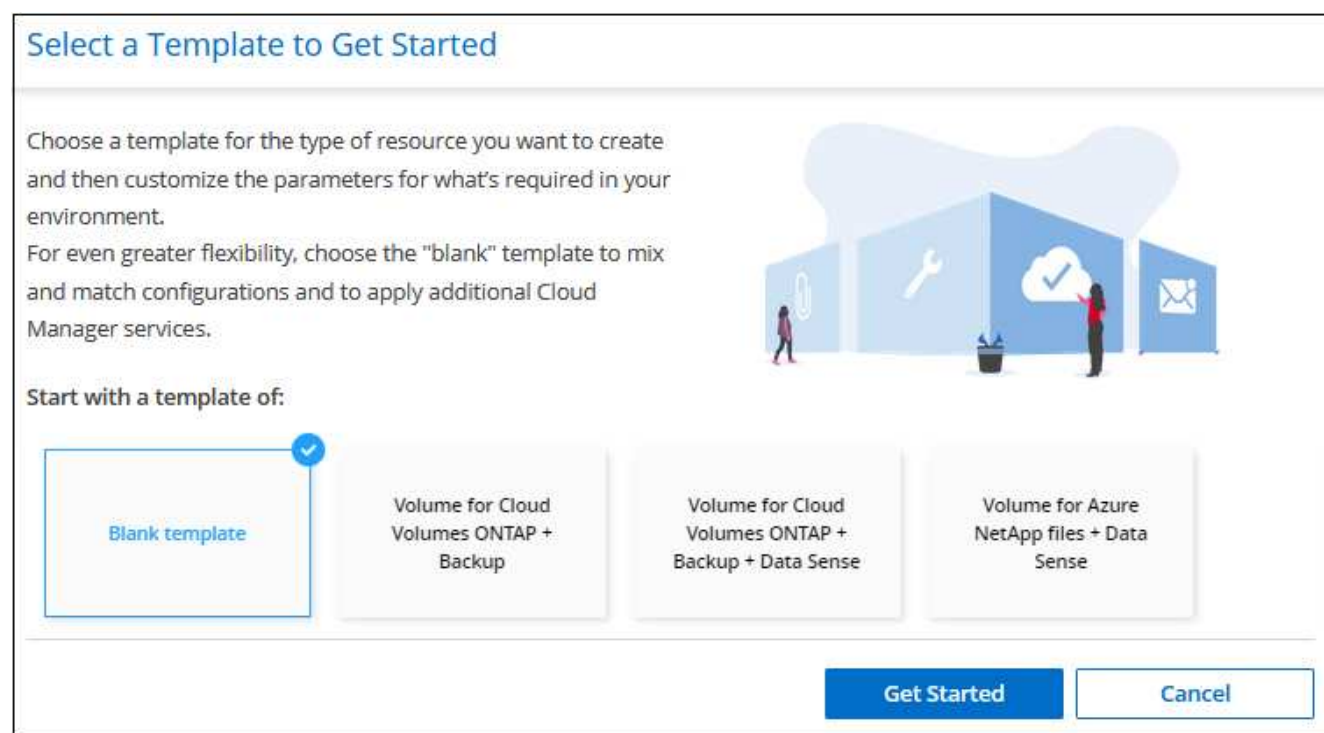 Select a Template to Get Started
Choose a template for the type of resource you want to create
and then customize the parameters for what's required in your
environment.
For even greater flexibility, choose the "blank" template to mix
and match configurations and to apply additional Cloud
Manager services.
Start with a template of:
Blank template
Volume for Cloud
Volumes ONTAP +
Backup
Volume for Cloud
Volumes ONTAP +
Backup + Data Sense
Volume for Azure
NetApp files + Data
Sense
Get Started
Cancel